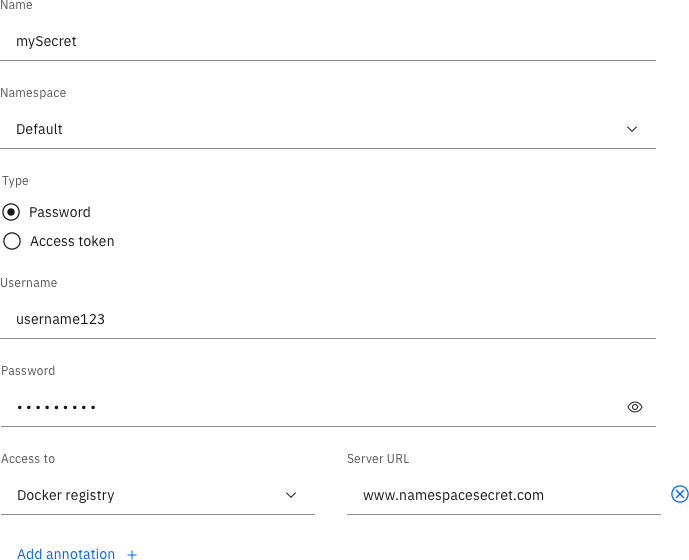 Name
mySecret
Namespace
Default
Type
Password
Access token
Username
username123
Password
•••••••••
Access to Server URL
Docker registry www.namespacesecret.com
Add annotation +